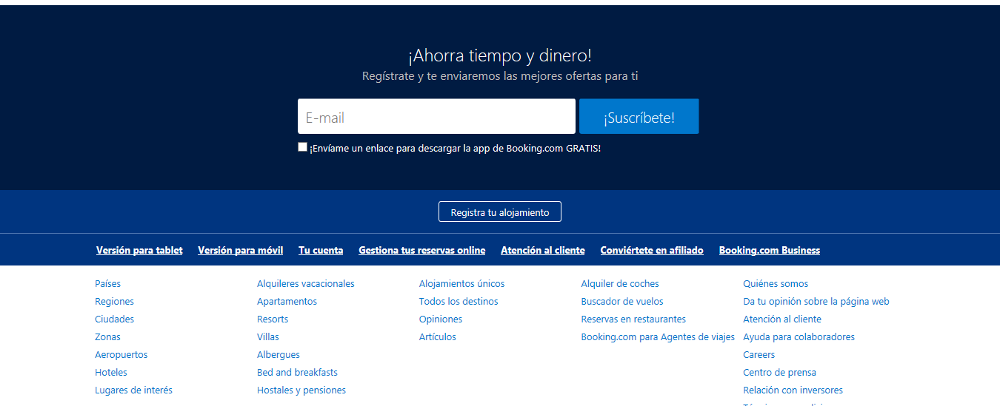 ¡Ahorra tiempo y dinero!
Regístrate y te enviaremos las mejores ofertas para ti
E-mail
¡Suscríbete!
¡Envíame un enlace para descargar la app de Booking.com GRATIS!
Registra tu alojamiento
Versión para tablet Versión para móvil Tu cuenta Gestiona tus reservas online Atención al cliente Conviértete en afiliado Booking.com Business
Países
Regiones
Ciudades
Zonas
Aeropuertos
Hoteles
Lugares de interés
Alquileres vacacionales
Apartamentos
Resorts
Villas
Albergues
Bed and breakfasts
Hostales y pensiones
Alojamientos únicos
Todos los destinos
Opiniones
Artículos
Alquiler de coches
Buscador de vuelos
Reservas en restaurantes
Booking.com para Agentes de viajes
Quiénes somos
Da tu opinión sobre la página web
Atención al cliente
Ayuda para colaboradores
Careers
Centro de prensa
Relación con inversores